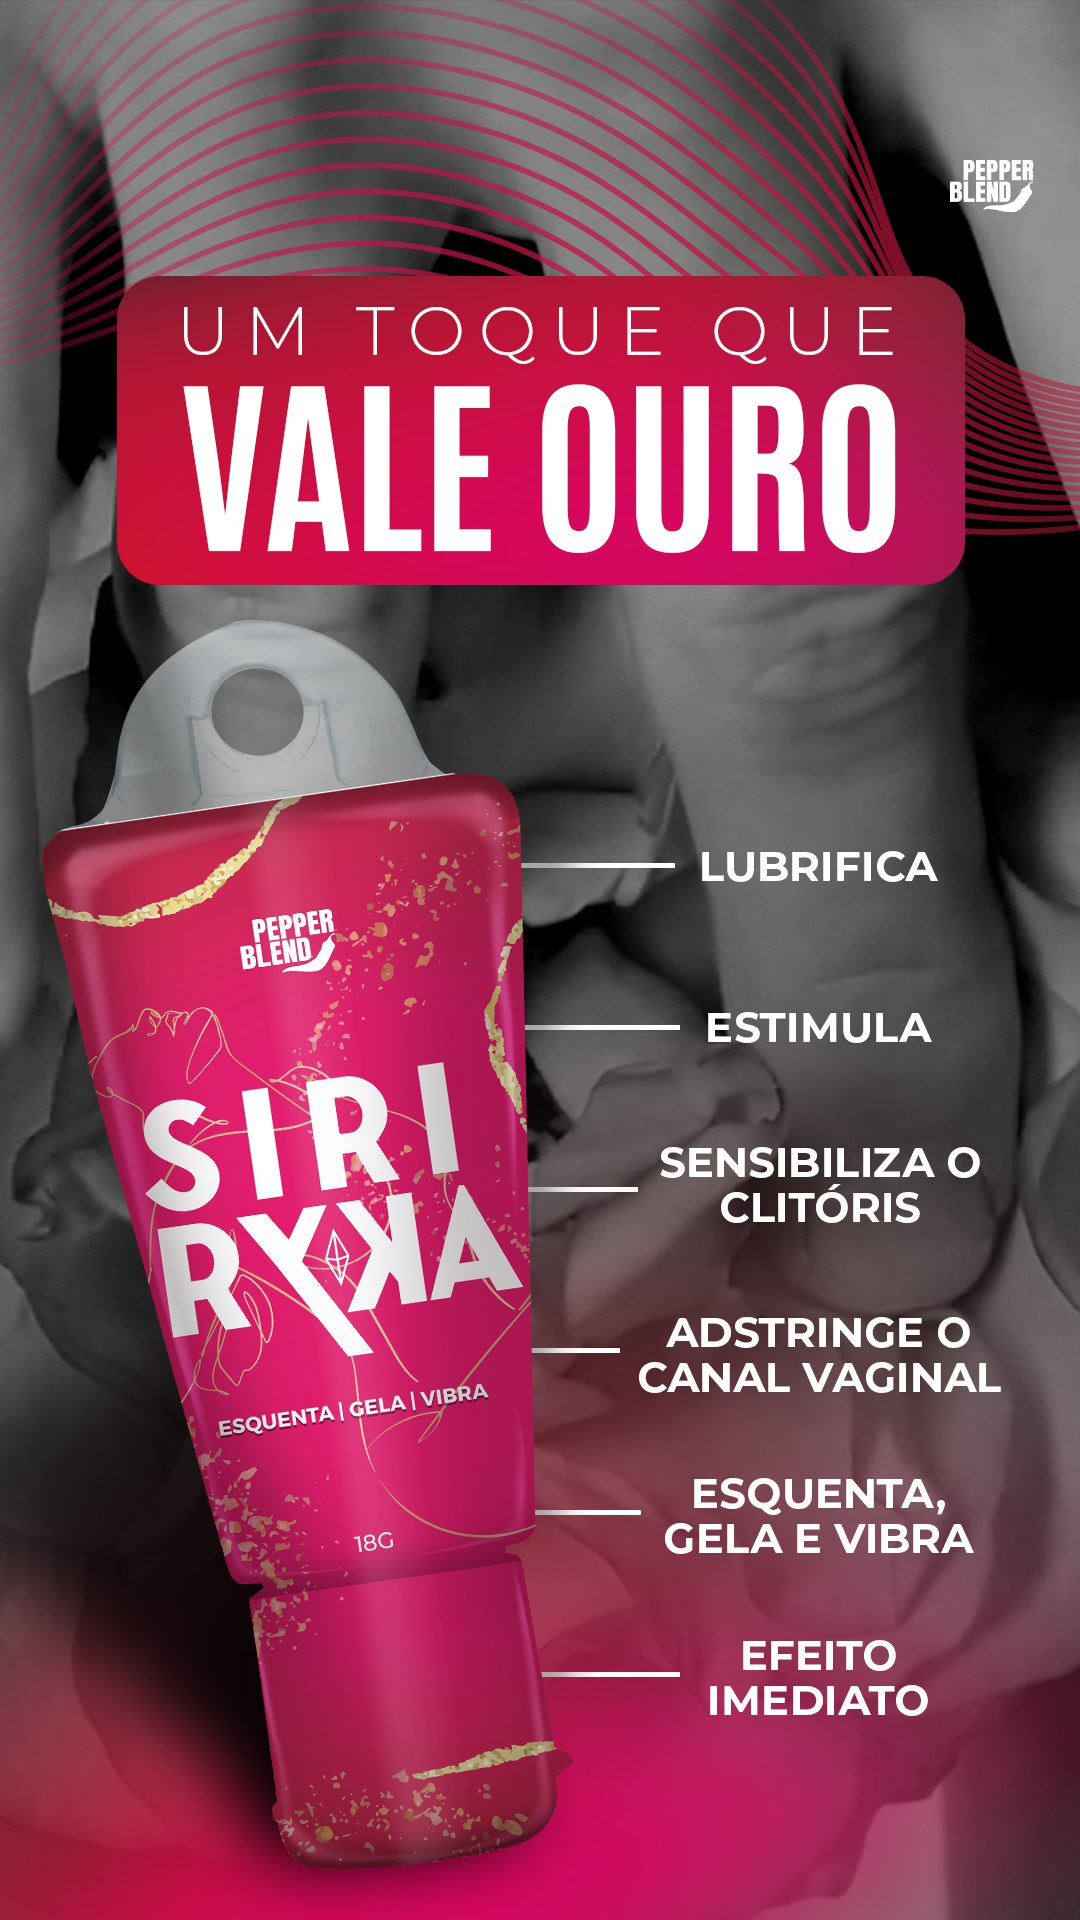 PEPPER
BLEND
UM TOQUE QUE
VALE OURO
PEPPER
BLEND
SIRI
RYKA
ESQUENTA | GELA | VIBRA
18G
LUBRIFICA
ESTIMULA
SENSIBILIZA O
CLITÓRIS
ADSTRINGE O
CANAL VAGINAL
ESQUENTA,
GELA E VIBRA
EFEITO
IMEDIATO